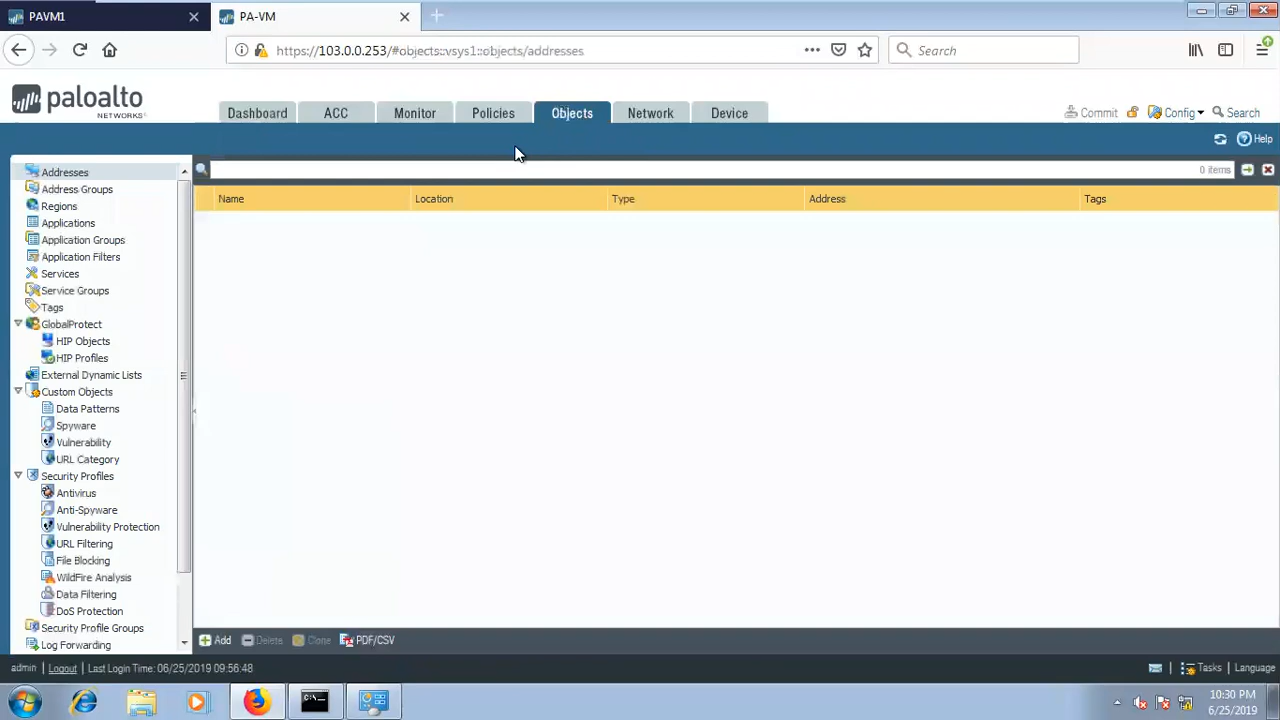 PAVM1
PA-VM
https://103.0.0.253/#objects::vsys1::objects/addresses
Search
paloalto
NETWORKS
Dashboard
ACC
Monitor
Policies
Objects
Network
Device
Commit
Config
Search
Help
Addresses
Address Groups
Regions
Applications
Application Groups
Application Filters
Services
Service Groups
Tags
GlobalProtect
HIP Objects
HIP Profiles
External Dynamic Lists
Custom Objects
Data Patterns
Spyware
Vulnerability
URL Category
Security Profiles
Antivirus
Anti-Spyware
Vulnerability Protection
URL Filtering
File Blocking
WildFire Analysis
Data Filtering
DoS Protection
Security Profile Groups
Log Forwarding
0 items
Name Location Type Address Tags
Add Delete Clone PDF/CSV
admin | Logout | Last Login Time: 06/25/2019 09:56:48
Tasks | Language
10:30 PM
6/25/2019